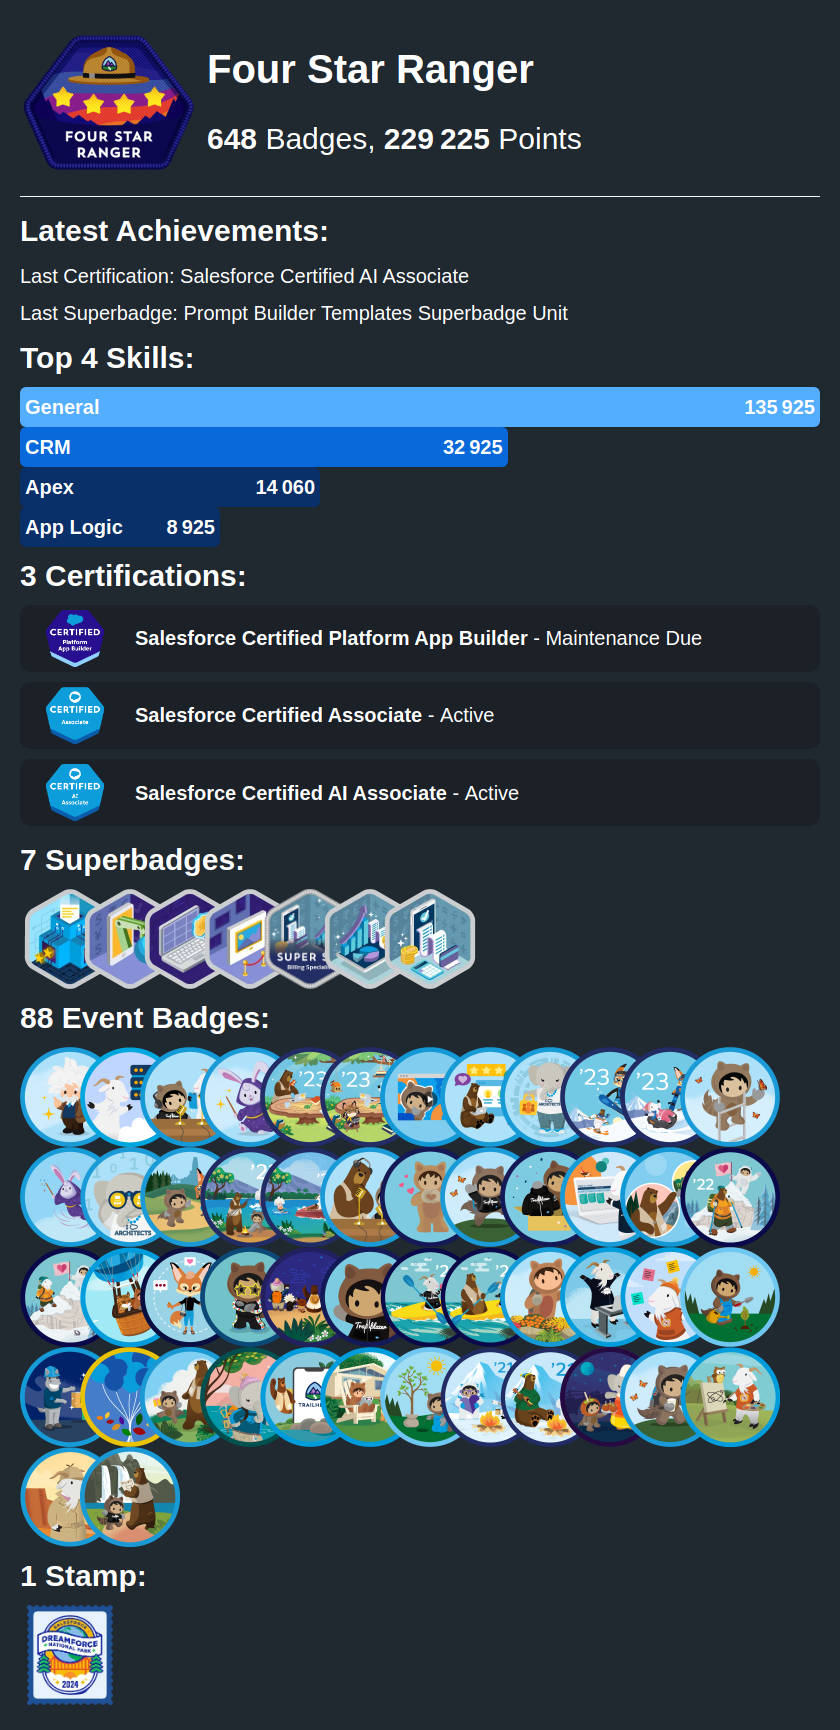 FOUR STAR
RANGER
Four Star Ranger
648 Badges, 229 225 Points
Latest Achievements:
Last Certification: Salesforce Certified AI Associate
Last Superbadge: Prompt Builder Templates Superbadge Unit
Top 4 Skills:
General 135 925
CRM 32 925
Apex 14 060
App Logic 8 925
3 Certifications:
CERTIFIED
Platform
App Builder
Salesforce Certified Platform App Builder - Maintenance Due
CERTIFIED
Associate
Salesforce Certified Associate - Active
CERTIFIED
AI
Associate
Salesforce Certified AI Associate - Active
7 Superbadges:
SUPER S
Billing Specialis
88 Event Badges:
'23 '23 '23 '23
ARCHITECTS
'22
Trailblazer
TRAILHE
'21
1 Stamp:
SALESFORCE
DREAMFORCE
NATIONAL PARK
2024